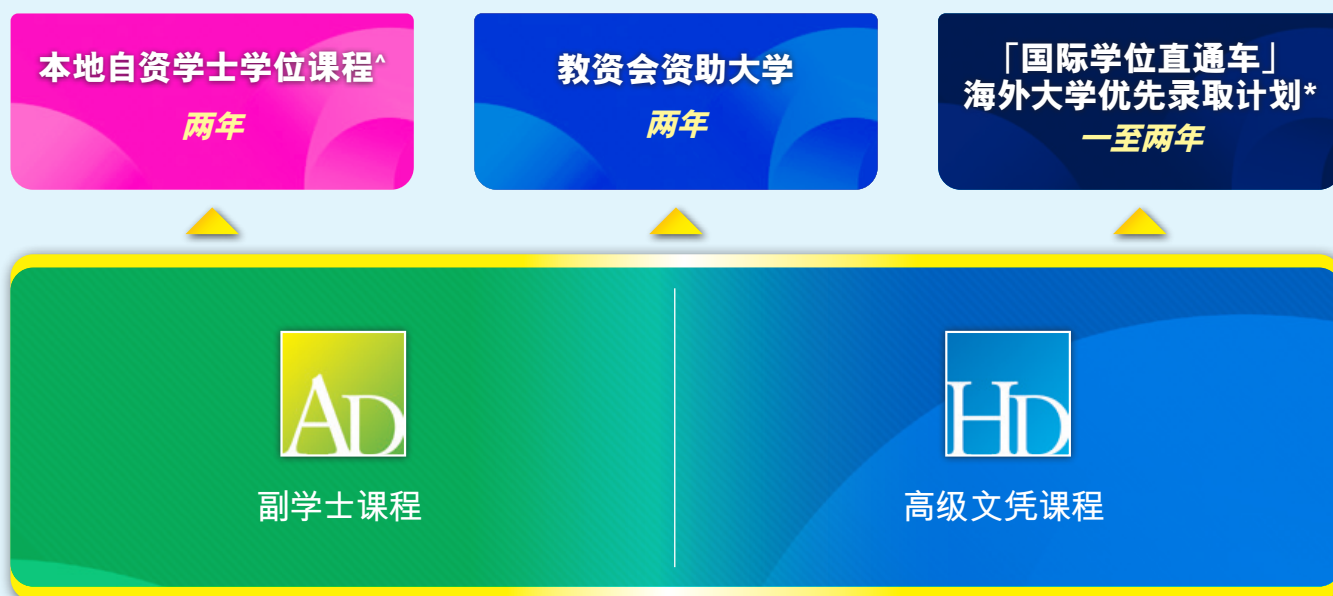 本地自资学士学位课程^
两年
教资会资助大学
两年
「国际学位直通车」
海外大学优先录取计划*
一至两年
AD
副学士课程
HD
高级文凭课程